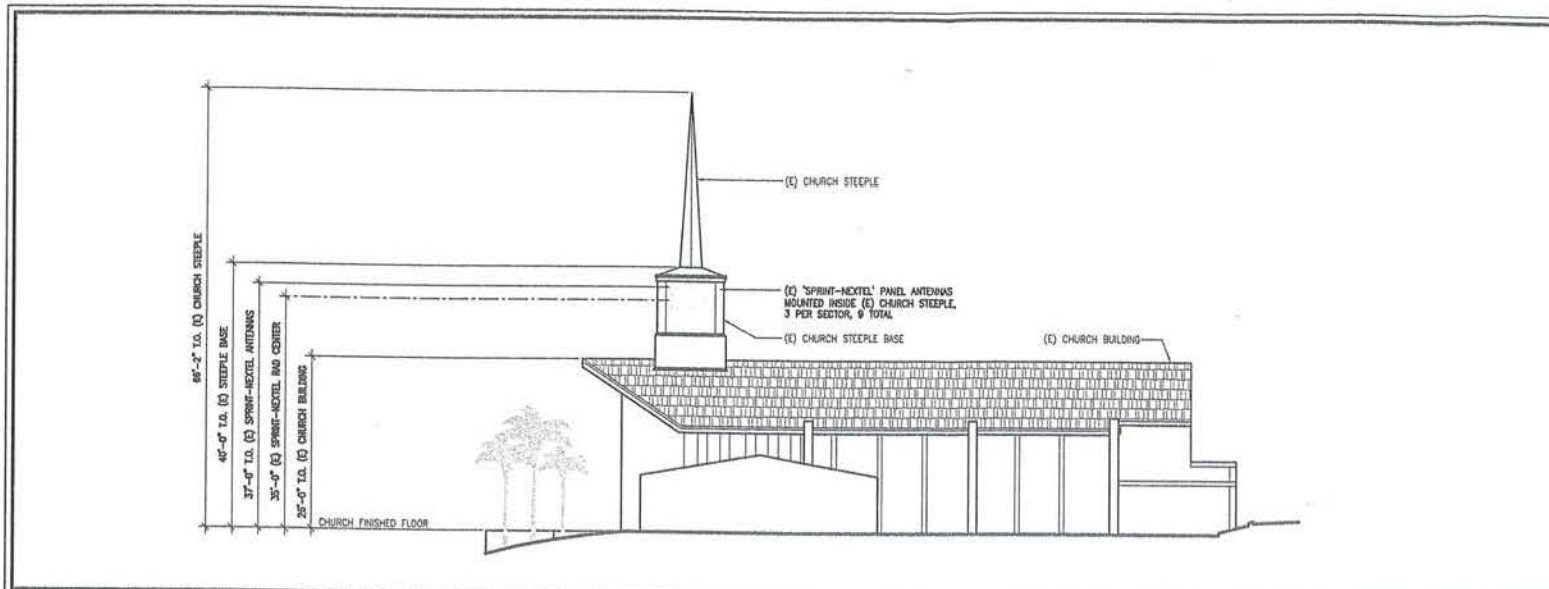 (E) CHURCH STEEPLE
(E) 'SPRINT-NEXTEL' PANEL ANTENNAS
MOUNTED INSIDE (E) CHURCH STEEPLE,
3 PER SECTOR, 9 TOTAL
(E) CHURCH STEEPLE BASE
(E) CHURCH BUILDING
66'-2" T.O. (E) CHURCH STEEPLE
40'-0" T.O. (E) STEEPLE BASE
37'-0" T.O. (E) SPRINT-NEXTEL ANTENNAS
35'-0" (E) SPRINT-NEXTEL RAD CENTER
26'-0" T.O. (E) CHURCH BUILDING
CHURCH FINISHED FLOOR